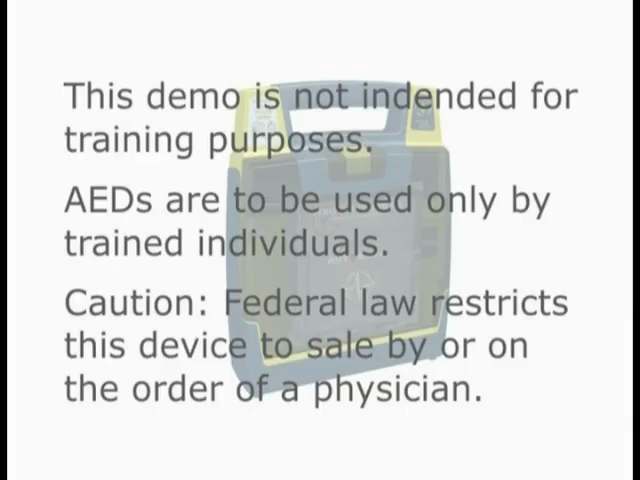 This demo is not indended for
training purposes.
AEDs are to be used only by
trained individuals.
Caution: Federal law restricts
this device to sale by or on
the order of a physician.